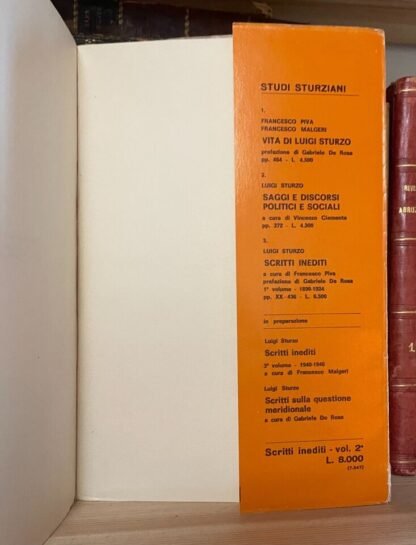 STUDI STURZIANI
1.
FRANCESCO PIVA
FRANCESCO MALGERI
VITA DI LUIGI STURZO
prefazione di Gabriele De Rosa
pp. 464 - L. 4.500
2.
LUIGI STURZO
SAGGI E DISCORSI
POLITICI E SOCIALI
a cura di Vincenzo Clemente
pp. 372 - L. 4.500
3.
LUIGI STURZO
SCRITTI INEDITI
a cura di Francesco Piva
prefazione di Gabriele De Rosa
1° volume - 1890-1924
pp. XX-436 - L. 6.500
in preparazione
Luigi Sturzo
Scritti inediti
3° volume - 1940-1946
a cura di Francesco Malgeri
Luigi Sturzo
Scritti sulla questione
meridionale
a cura di Gabriele De Rosa
Scritti inediti - vol. 2°
L. 8.000
1